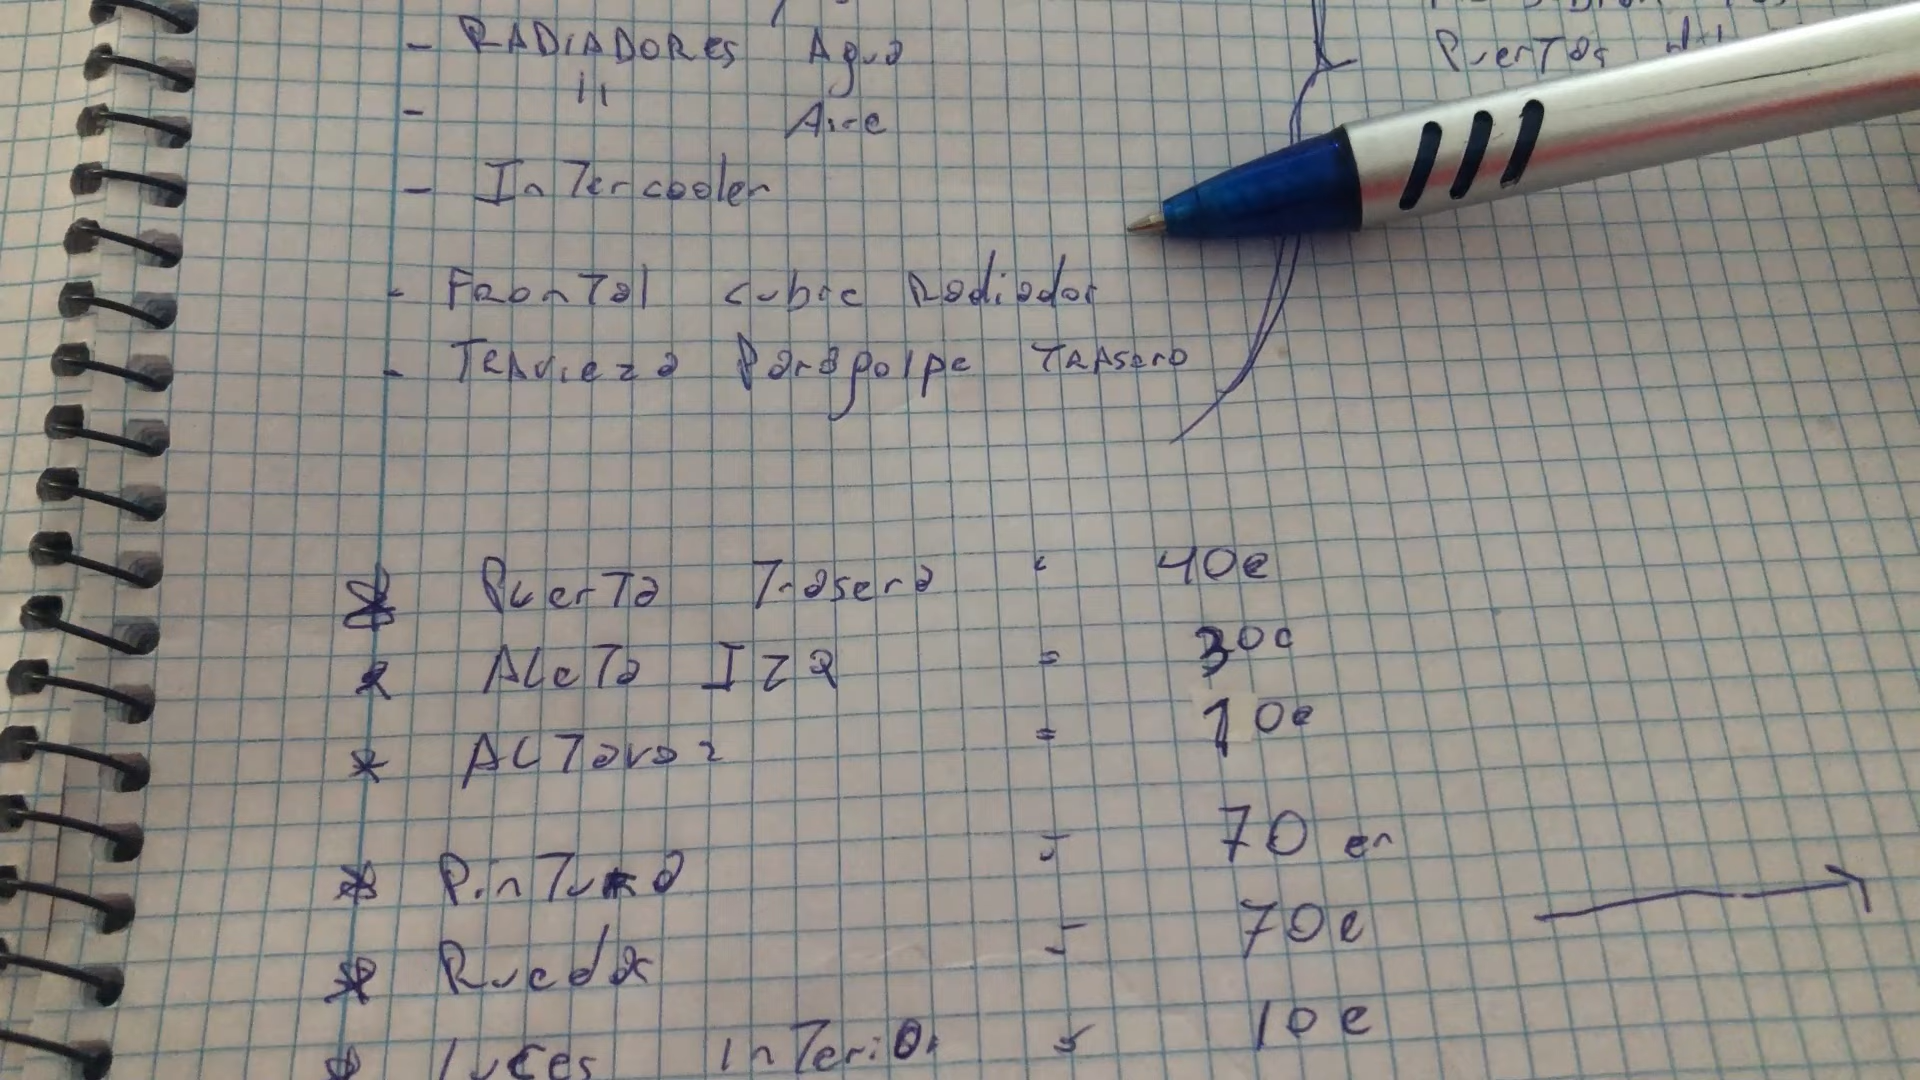 - RADIADORES Agua
- " Aire
- InTercooler
PuerTas
- FRonTal cubre Radiador
- TRAvieza Paragolpe TRAsero
* PuerTa Trasera = 40e
* ALeTa IZQ = 30e
* ALTavoz = 10e
* PinTuRa = 70 en
* Ruedas = 70e
* luces inTerior = 10e